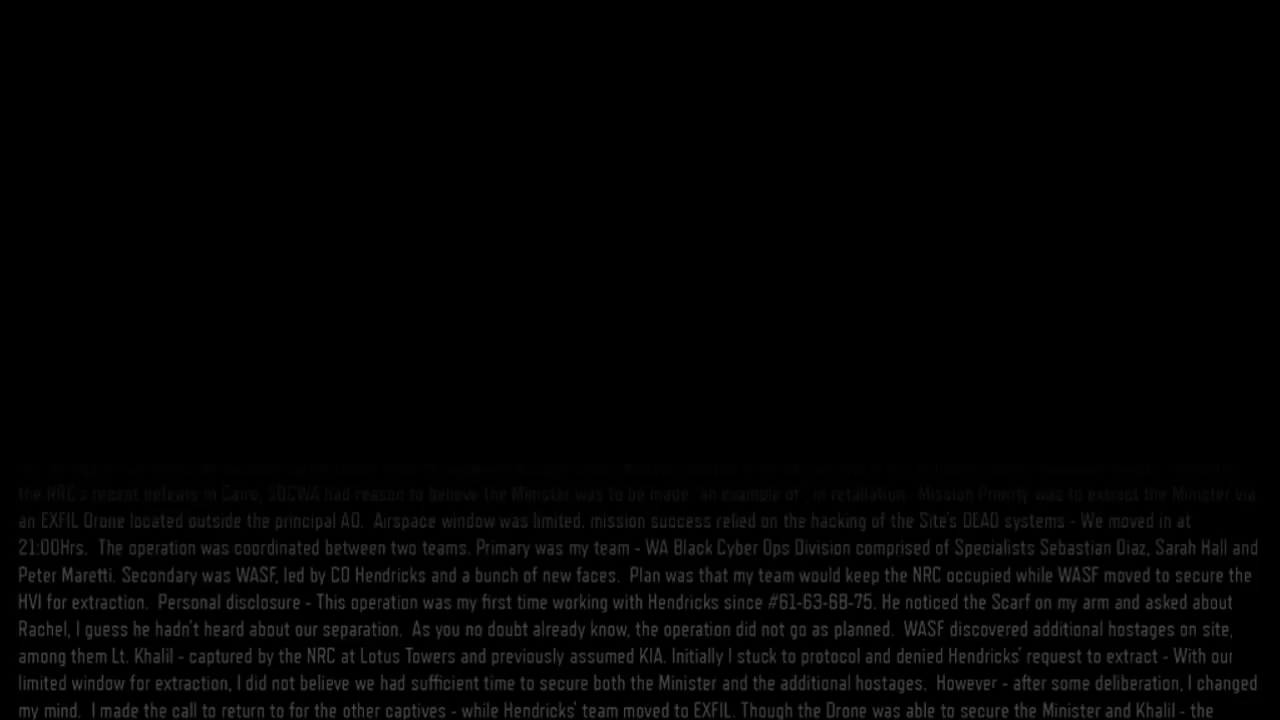 the NRC's recent defeats in Cairo, SOCWA had reason to believe the Minister was to be made 'an example of', in retaliation.  Mission Priority was to extract the Minister via
an EXFIL Drone located outside the principal AO.  Airspace window was limited, mission success relied on the hacking of the Site's DEAD systems - We moved in at
21:00Hrs.  The operation was coordinated between two teams. Primary was my team - WA Black Cyber Ops Division comprised of Specialists Sebastian Diaz, Sarah Hall and
Peter Maretti. Secondary was WASF, led by CO Hendricks and a bunch of new faces.  Plan was that my team would keep the NRC occupied while WASF moved to secure the
HVI for extraction.  Personal disclosure - This operation was my first time working with Hendricks since #61-63-6B-75. He noticed the Scarf on my arm and asked about
Rachel, I guess he hadn't heard about our separation.  As you no doubt already know, the operation did not go as planned.  WASF discovered additional hostages on site,
among them Lt. Khalil - captured by the NRC at Lotus Towers and previously assumed KIA. Initially I stuck to protocol and denied Hendricks' request to extract - With our
limited window for extraction, I did not believe we had sufficient time to secure both the Minister and the additional hostages.  However - after some deliberation, I changed
my mind.  I made the call to return to for the other captives - while Hendricks' team moved to EXFIL. Though the Drone was able to secure the Minister and Khalil - the